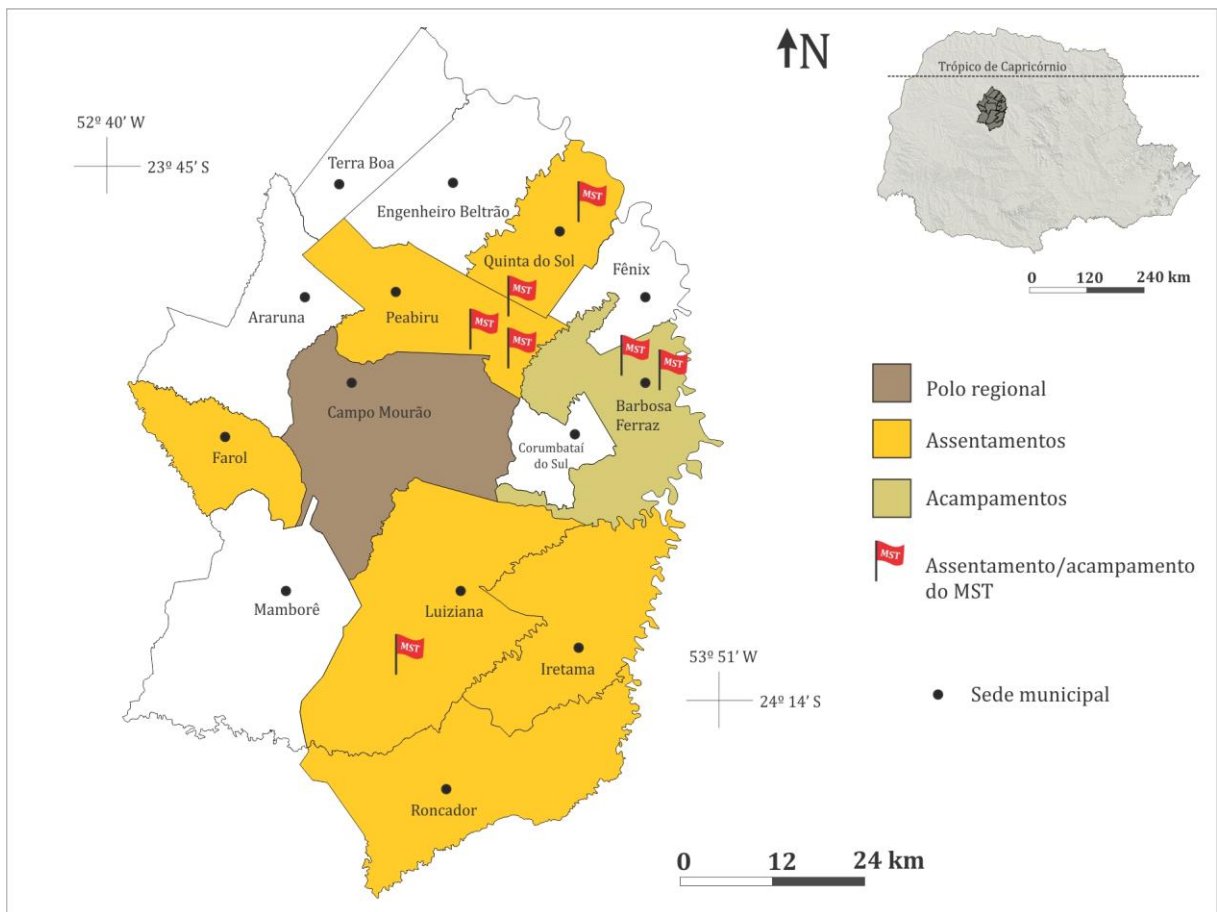 N
Trópico de Capricórnio
52º 40’ W
23º 45’ S
Terra Boa
Engenheiro Beltrão
MST
Quinta do Sol
Fênix
MST
Araruna
Peabiru
MST
MST
MST
MST
Campo Mourão
Barbosa
Ferraz
Farol
Corumbataí
do Sul
Mamborê
Luiziana
MST
Iretama
Roncador
0 120 240 km
Polo regional
Assentamentos
Acampamentos
MST
Assentamento/acampamento
do MST
53º 51’ W
24º 14’ S
Sede municipal
0 12 24 km